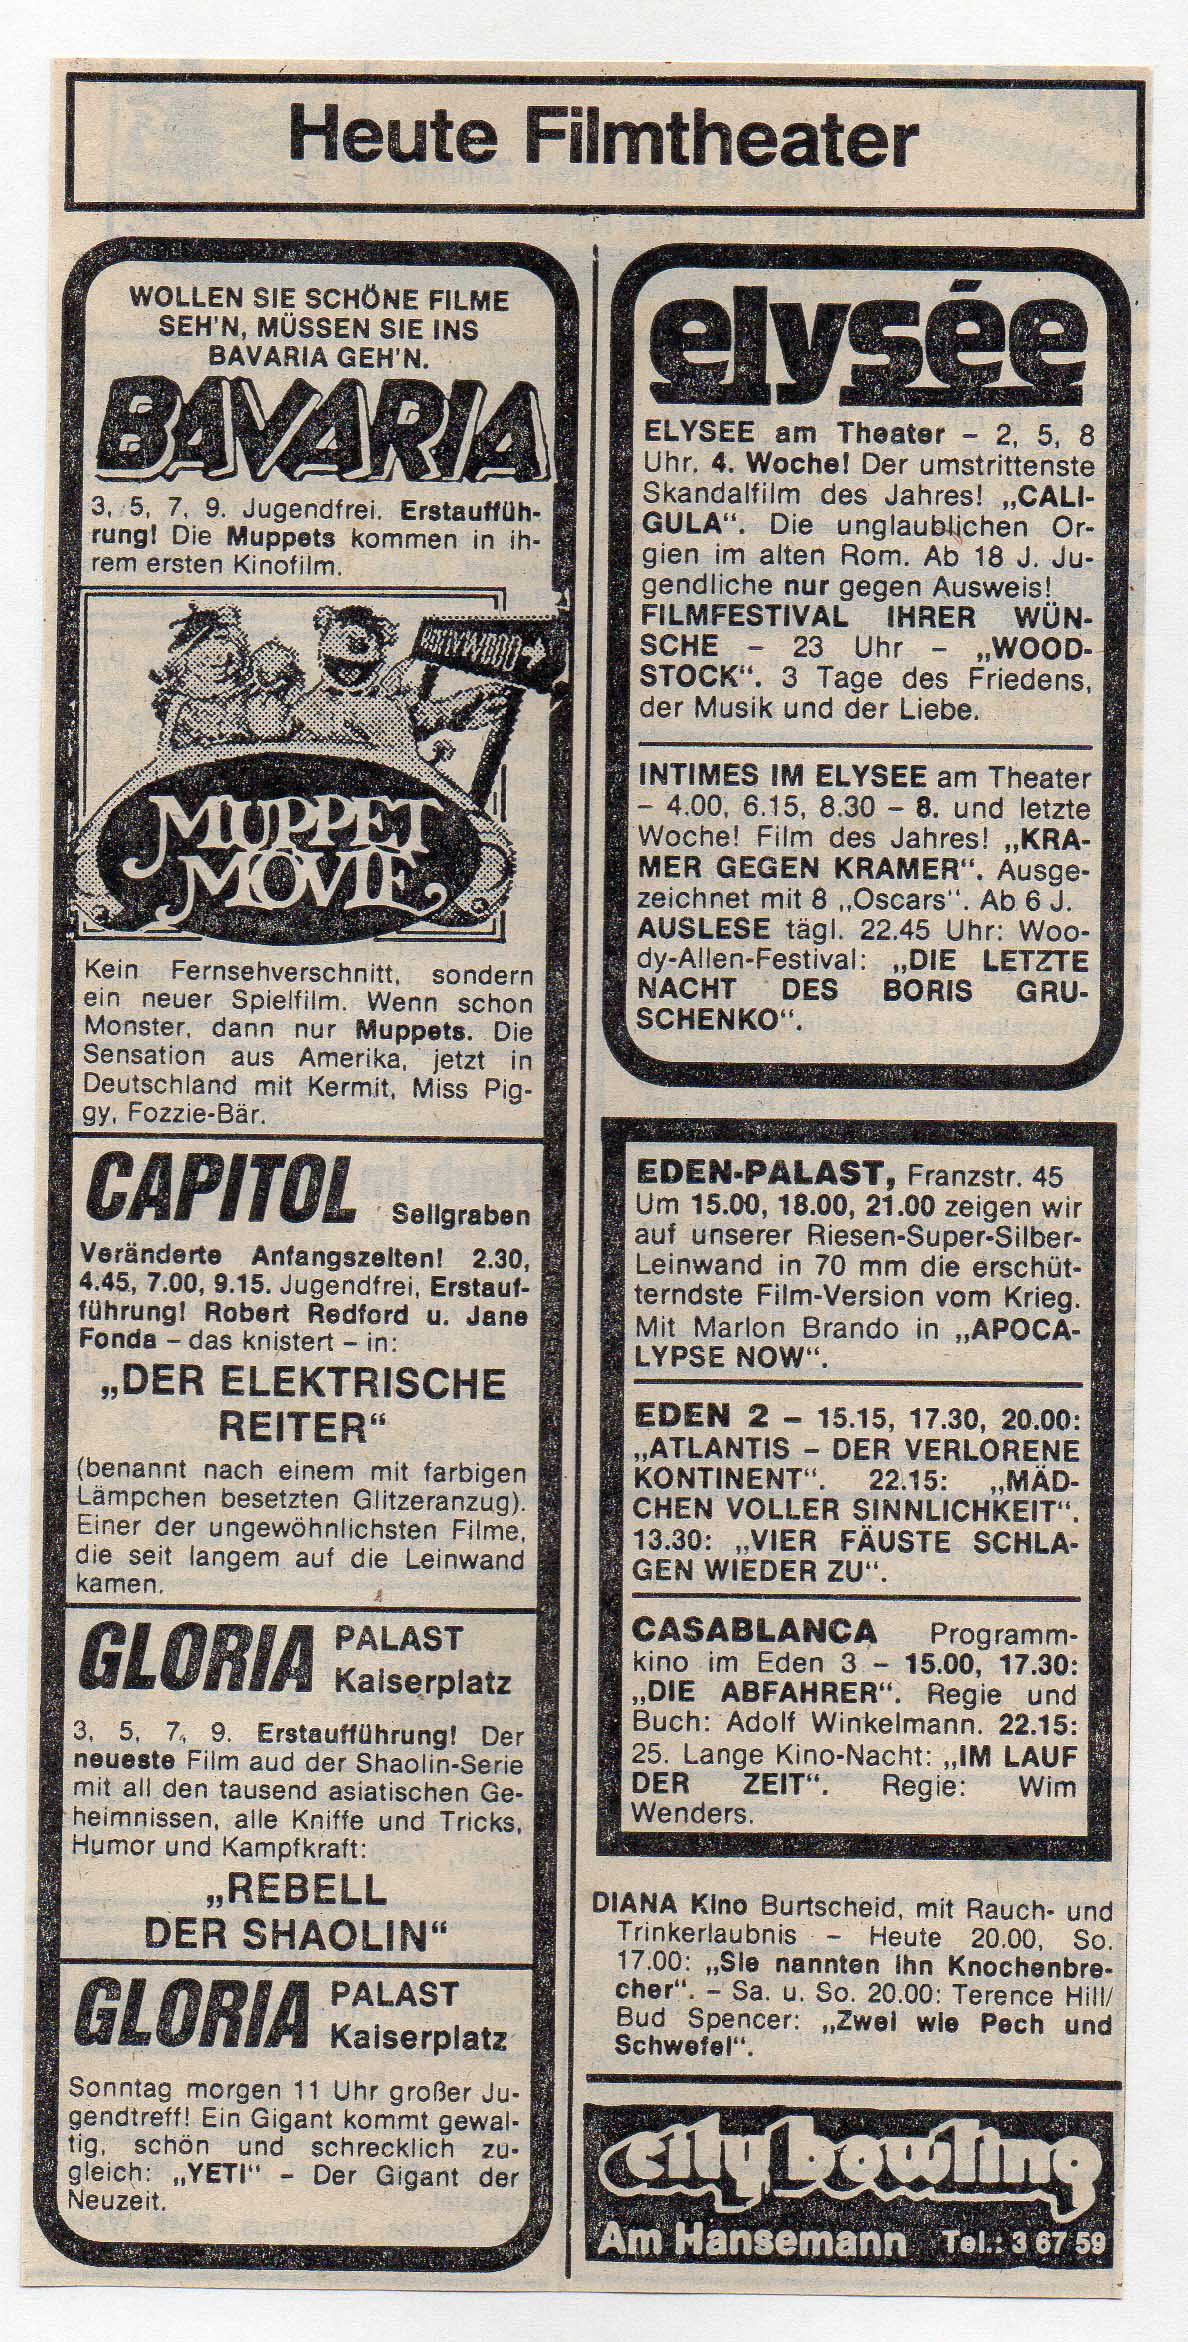 Heute Filmtheater
WOLLEN SIE SCHÖNE FILME
SEH'N, MÜSSEN SIE INS
BAVARIA GEH'N.
BAVARIA
3, 5, 7, 9. Jugendfrei. Erstauffüh-
rung! Die Muppets kommen in ih-
rem ersten Kinofilm.
HOLLYWOOD
MUPPET
MOVIE
Kein Fernsehverschnitt, sondern
ein neuer Spielfilm. Wenn schon
Monster, dann nur Muppets. Die
Sensation aus Amerika, jetzt in
Deutschland mit Kermit, Miss Pig-
gy, Fozzie-Bär.
CAPITOL Seilgraben
Veränderte Anfangszeiten! 2.30,
4.45, 7.00, 9.15. Jugendfrei, Erstauf-
führung! Robert Redford u. Jane
Fonda – das knistert – in:
„DER ELEKTRISCHE
REITER“
(benannt nach einem mit farbigen
Lämpchen besetzten Glitzeranzug).
Einer der ungewöhnlichsten Filme,
die seit langem auf die Leinwand
kamen.
GLORIA PALAST
Kaiserplatz
3, 5, 7, 9. Erstaufführung! Der
neueste Film aud der Shaolin-Serie
mit all den tausend asiatischen Ge-
heimnissen, alle Kniffe und Tricks,
Humor und Kampfkraft:
„REBELL
DER SHAOLIN“
GLORIA PALAST
Kaiserplatz
Sonntag morgen 11 Uhr großer Ju-
gendtreff! Ein Gigant kommt gewal-
tig, schön und schrecklich zu-
gleich: „YETI“ – Der Gigant der
Neuzeit.
elysée
ELYSEE am Theater – 2, 5, 8
Uhr. 4. Woche! Der umstrittenste
Skandalfilm des Jahres! „CALI-
GULA“. Die unglaublichen Or-
gien im alten Rom. Ab 18 J. Ju-
gendliche nur gegen Ausweis!
FILMFESTIVAL IHRER WÜN-
SCHE – 23 Uhr – „WOOD-
STOCK“. 3 Tage des Friedens,
der Musik und der Liebe.
INTIMES IM ELYSEE am Theater
– 4.00, 6.15, 8.30 – 8. und letzte
Woche! Film des Jahres! „KRA-
MER GEGEN KRAMER“. Ausge-
zeichnet mit 8 „Oscars“. Ab 6 J.
AUSLESE tägl. 22.45 Uhr: Woo-
dy-Allen-Festival: „DIE LETZTE
NACHT DES BORIS GRU-
SCHENKO“.
EDEN-PALAST, Franzstr. 45
Um 15.00, 18.00, 21.00 zeigen wir
auf unserer Riesen-Super-Silber-
Leinwand in 70 mm die erschüt-
terndste Film-Version vom Krieg.
Mit Marlon Brando in „APOCA-
LYPSE NOW“.
EDEN 2 – 15.15, 17.30, 20.00:
„ATLANTIS – DER VERLORENE
KONTINENT“. 22.15: „MÄD-
CHEN VOLLER SINNLICHKEIT“.
13.30: „VIER FÄUSTE SCHLA-
GEN WIEDER ZU“.
CASABLANCA Programm-
kino im Eden 3 – 15.00, 17.30:
„DIE ABFAHRER“. Regie und
Buch: Adolf Winkelmann. 22.15:
25. Lange Kino-Nacht: „IM LAUF
DER ZEIT“. Regie: Wim
Wenders.
DIANA Kino Burtscheid, mit Rauch- und
Trinkerlaubnis – Heute 20.00, So.
17.00: „Sie nannten ihn Knochenbre-
cher“. – Sa. u. So. 20.00: Terence Hill/
Bud Spencer: „Zwei wie Pech und
Schwefel“.
city bowling
Am Hansemann Tel.: 3 67 59